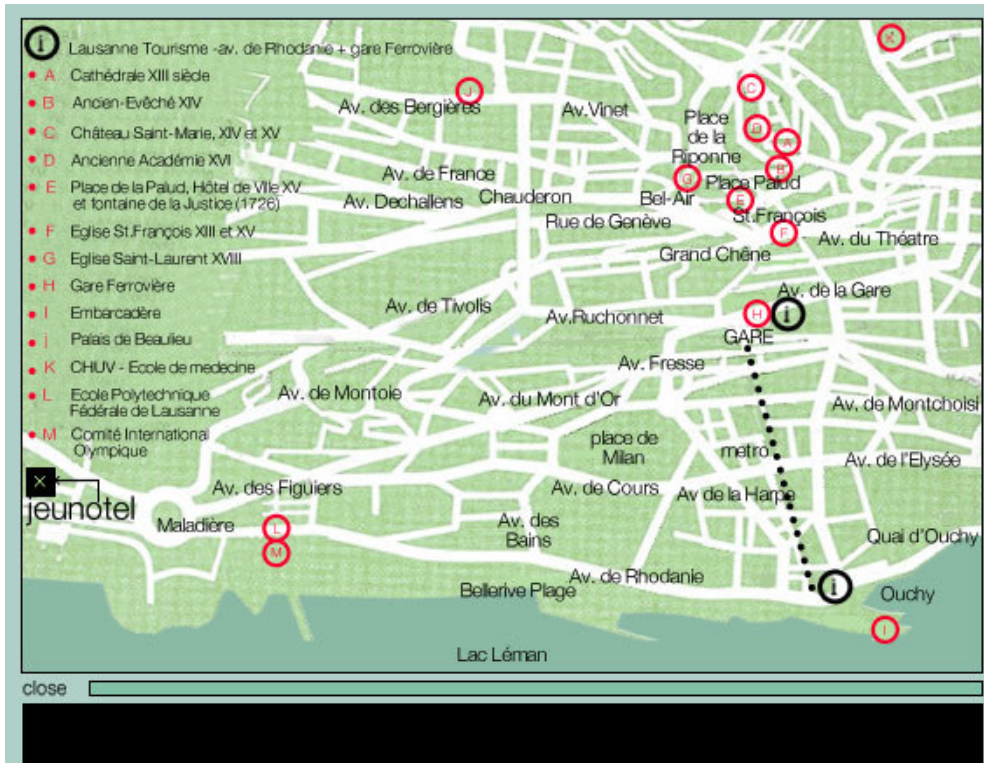 i Lausanne Tourisme -av. de Rhodanie + gare Ferrovière
A Cathédrale XIII siècle
B Ancien-Evêché XIV
C Château Saint-Marie, XIV et XV
D Ancienne Académie XVI
E Place de la Palud, Hôtel de Ville XV
et fontaine de la Justice (1726)
F Eglise St.François XIII et XV
G Eglise Saint-Laurent XVIII
H Gare Ferrovière
I Embarcadère
j Palais de Beaulieu
K CHUV - Ecole de medecine
L Ecole Polytechnique
Fédérale de Lausanne
M Comité International
Olympique
jeunotel
K
J
C
Av. des Bergières
Av.Vinet
Place
de la
Riponne
D
A
B
Av. de France
G
Place Palud
Av. Dechallens
Chauderon
Bel-Air
E
St.François
Rue de Genève
F
Av. du Théatre
Grand Chêne
Av. de la Gare
Av. de Tivolis
Av.Ruchonnet
H
i
GARE
Av. Fresse
Av. de Montoie
Av. du Mont d'Or
Av. de Montchoisi
place de
Milan
metro
Av. de l'Elysée
Av. des Figuiers
Av. de Cours
Av de la Harpe
Maladière
L
M
Av. des
Bains
Quai d'Ouchy
Av. de Rhodanie
Bellerive Plage
i
Ouchy
I
Lac Léman
close